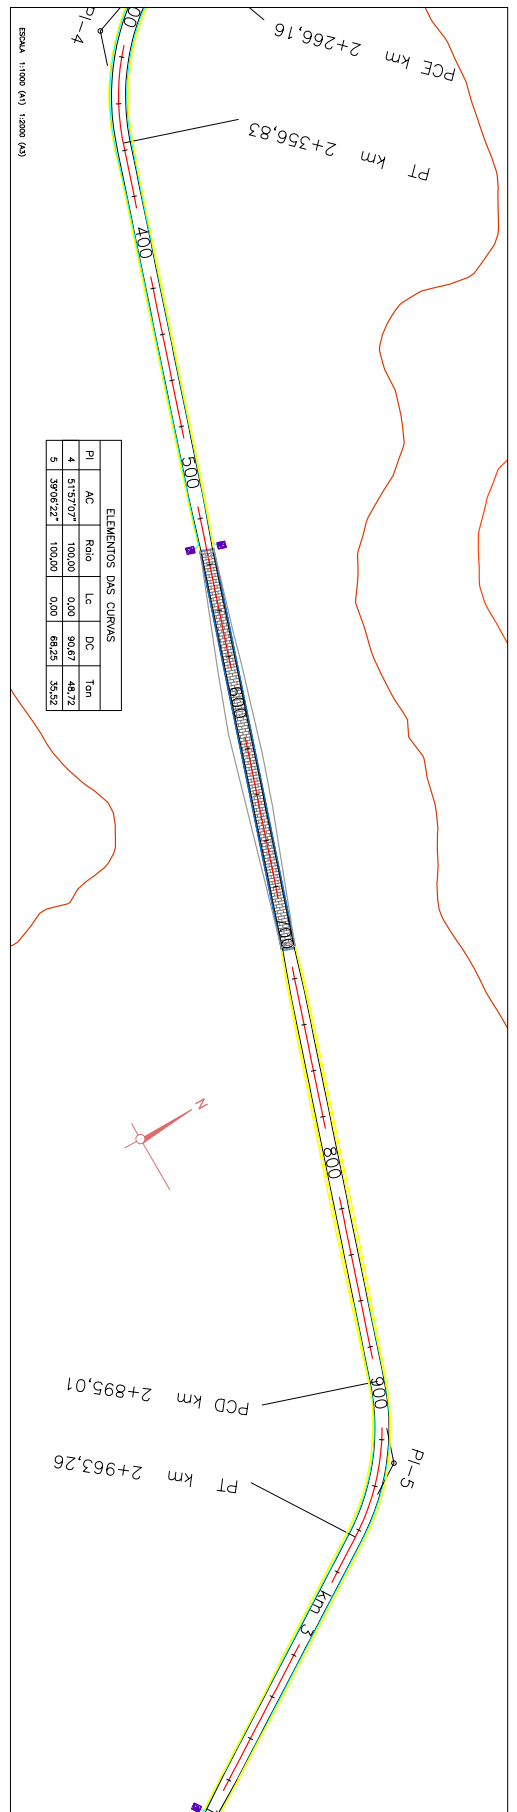 00
PI-4
PCE km 2+266,16
PT km 2+356,83
400
500
600
700
800
900
PCD km 2+895,01
PI-5
PT km 2+963,26
km 3
N
ELEMENTOS DAS CURVAS
PI AC Raio Lc DC Tan
4 51°57'07" 100,00 0,00 90,67 48,72
5 39°06'22" 100,00 0,00 68,25 35,52
ESCALA 1:1000 (A1) 1:2000 (A3)